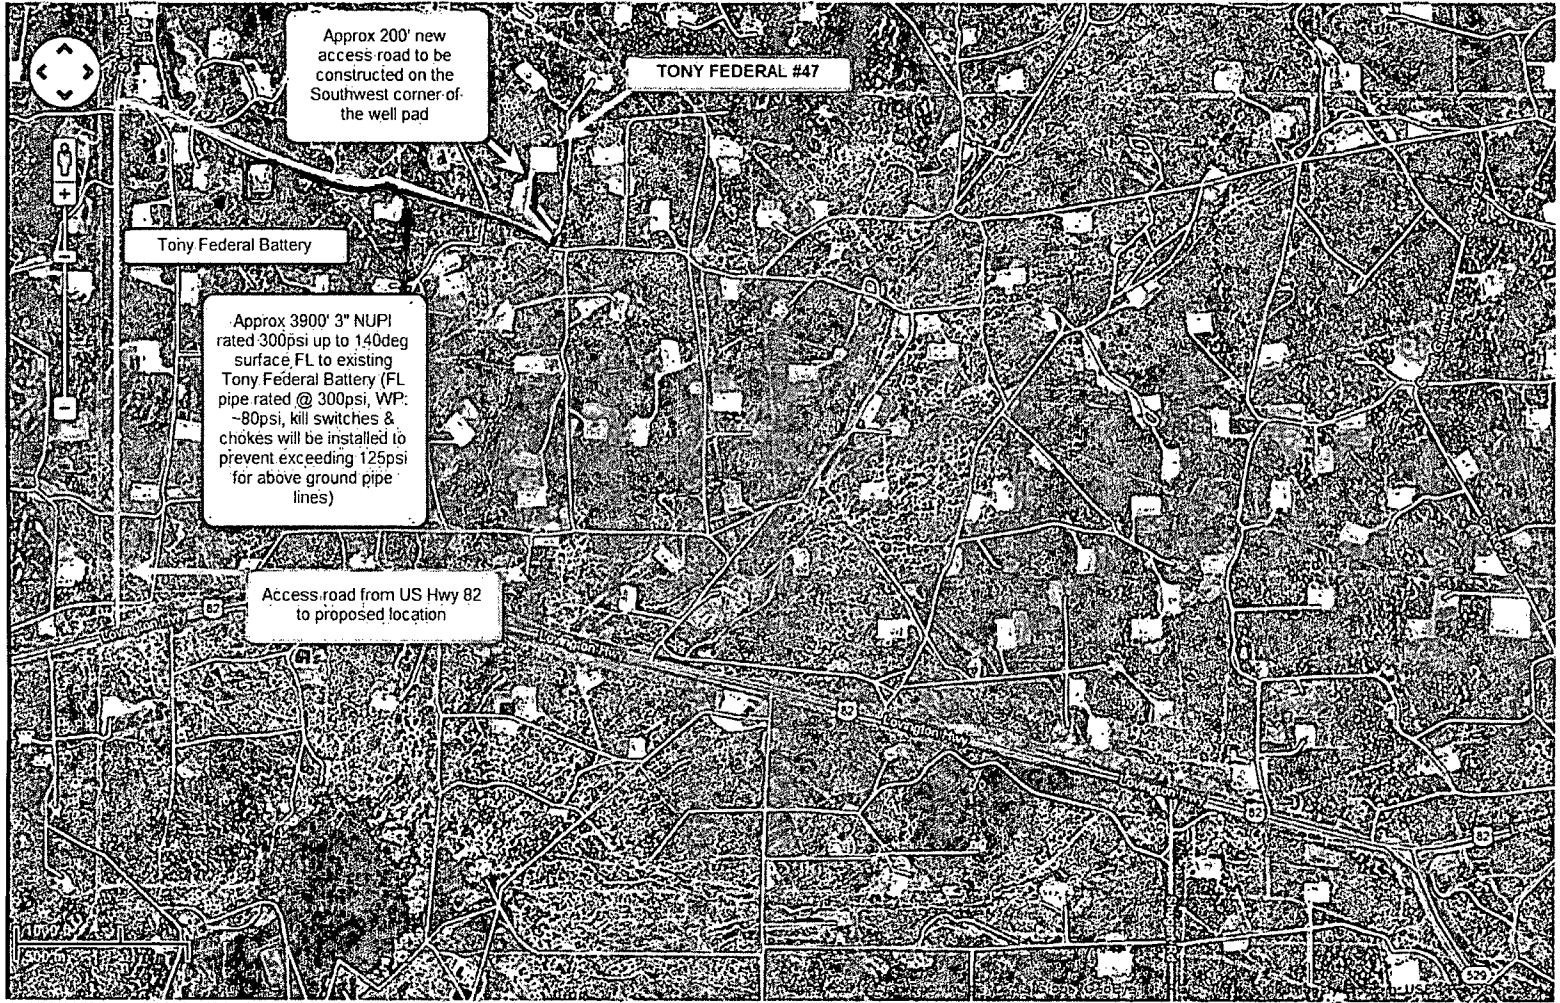 Approx 200' new
access road to be
constructed on the
Southwest corner of
the well pad
TONY FEDERAL #47
Tony Federal Battery
Approx 3900' 3" NUPI
rated 300psi up to 140deg
surface FL to existing
Tony Federal Battery (FL
pipe rated @ 300psi, WP:
~80psi, kill switches &
chokes will be installed to
prevent exceeding 125psi
for above ground pipe
lines)
Access road from US Hwy 82
to proposed location
82
82
82
82
529